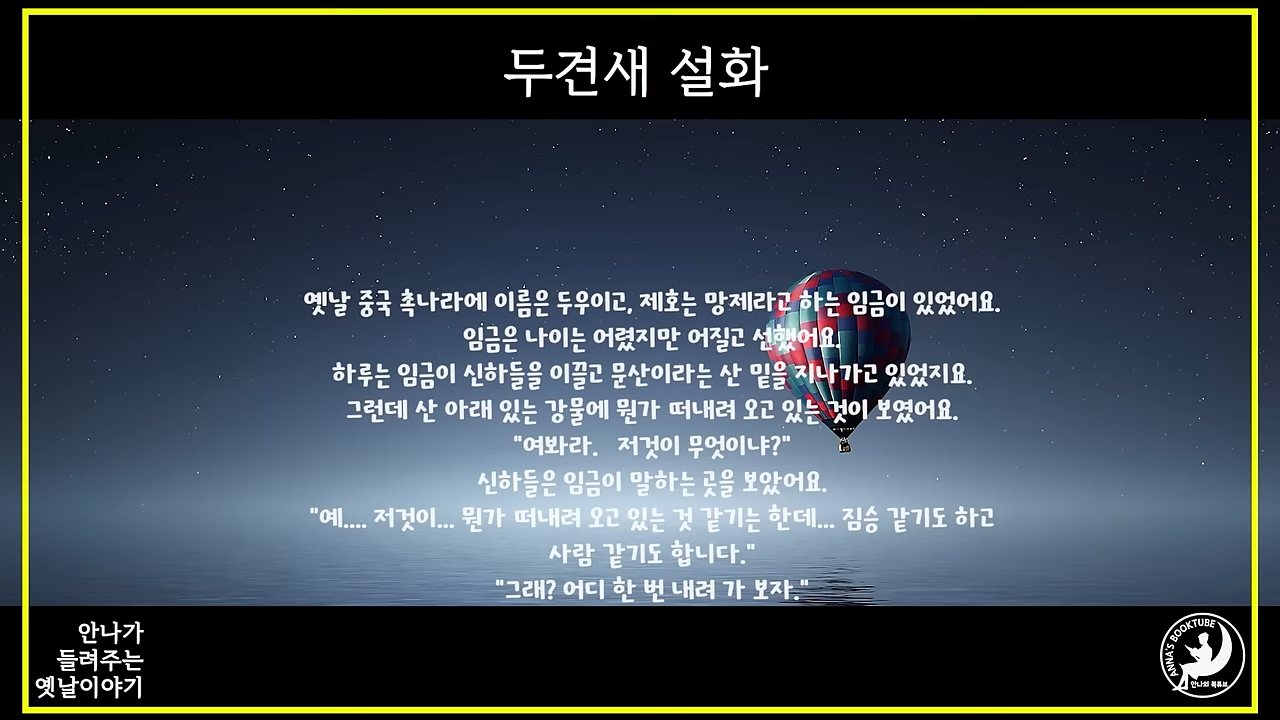 두견새 설화
옛날 중국 촉나라에 이름은 두우이고, 제호는 망제라고 하는 임금이 있었어요.
임금은 나이는 어렸지만 어질고 선했어요.
하루는 임금이 신하들을 이끌고 문산이라는 산 밑을 지나가고 있었지요.
그런데 산 아래 있는 강물에 뭔가 떠내려 오고 있는 것이 보였어요.
"여봐라. 저것이 무엇이냐?"
신하들은 임금이 말하는 곳을 보았어요.
"예.... 저것이... 뭔가 떠내려 오고 있는 것 같기는 한데... 짐승 같기도 하고
사람 같기도 합니다."
"그래? 어디 한 번 내려 가 보자."
안나가
들려주는
옛날이야기
ANNA'S BOOKTUBE
안나의 북튜브